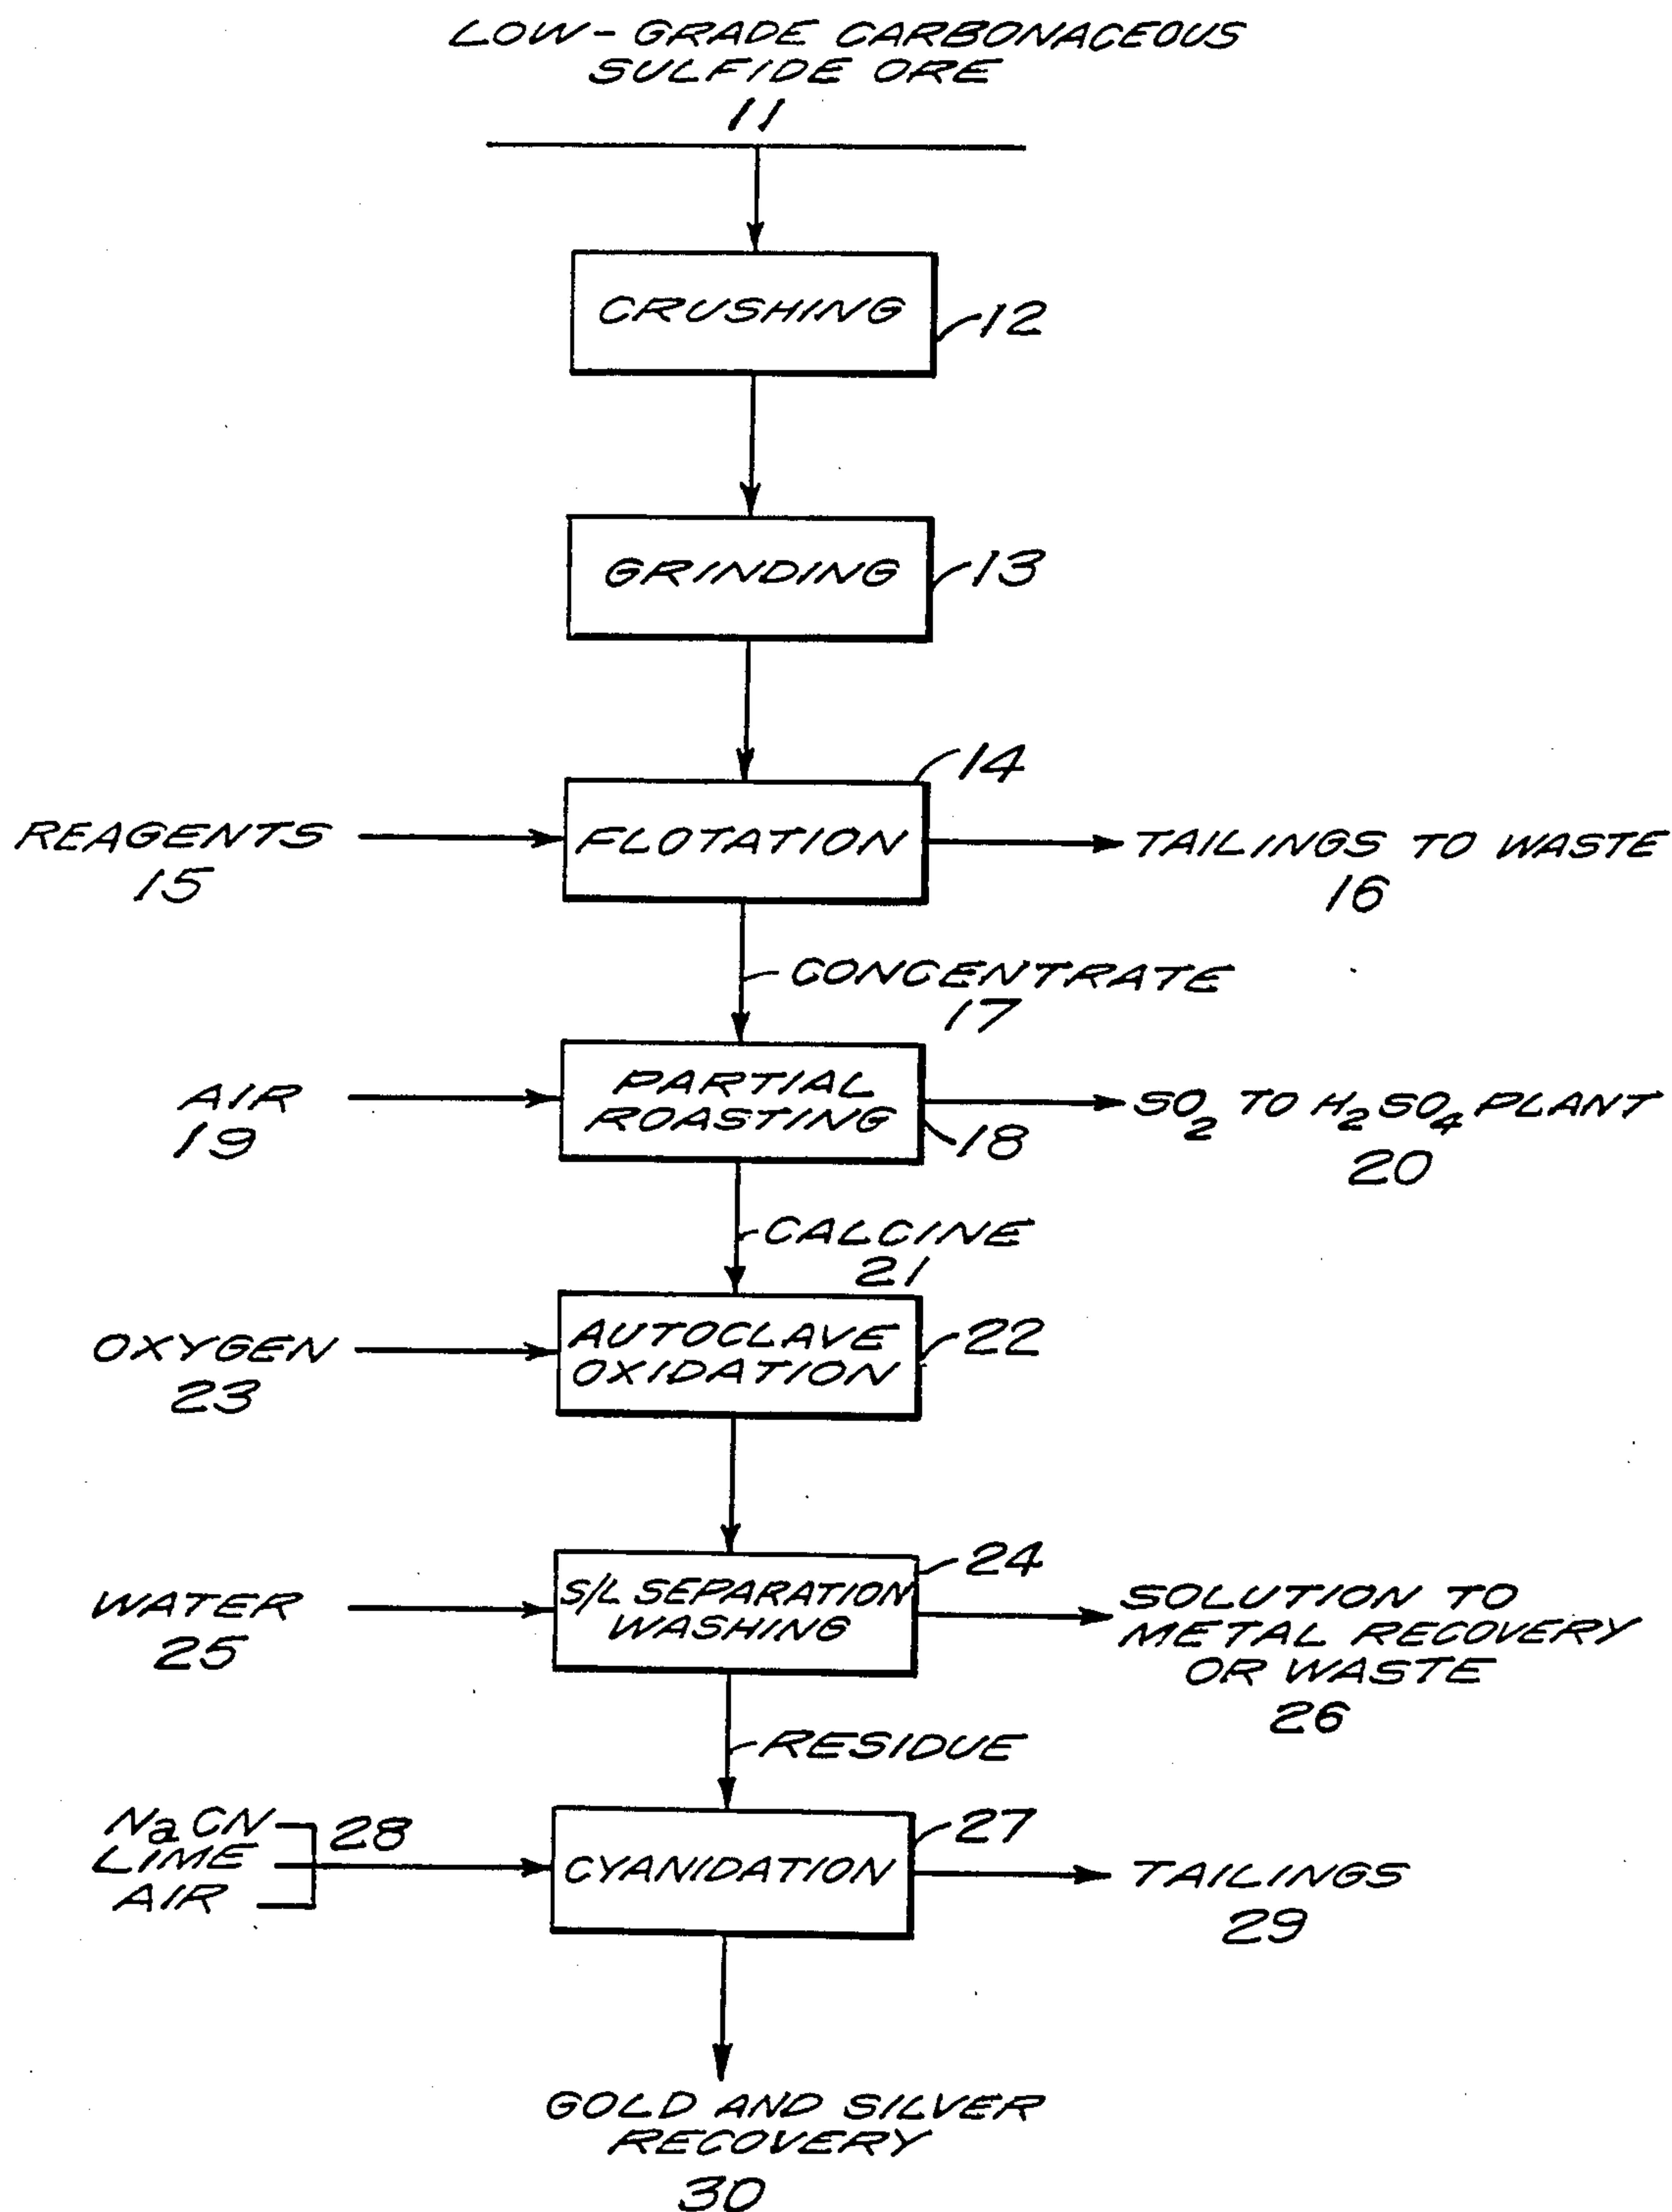 LOW-GRADE CARBONACEOUS
SULFIDE ORE
11
CRUSHING
12
GRINDING
13
14
REAGENTS
15
FLOTATION
TAILINGS TO WASTE
16
CONCENTRATE
17
AIR
19
PARTIAL
ROASTING
18
SO2 TO H2SO4 PLANT
20
CALCINE
21
OXYGEN
23
AUTOCLAVE
OXIDATION
22
24
WATER
25
S/L SEPARATION
WASHING
SOLUTION TO
METAL RECOVERY
OR WASTE
26
RESIDUE
NaCN
LIME
AIR
28
CYANIDATION
27
TAILINGS
29
GOLD AND SILVER
RECOVERY
30